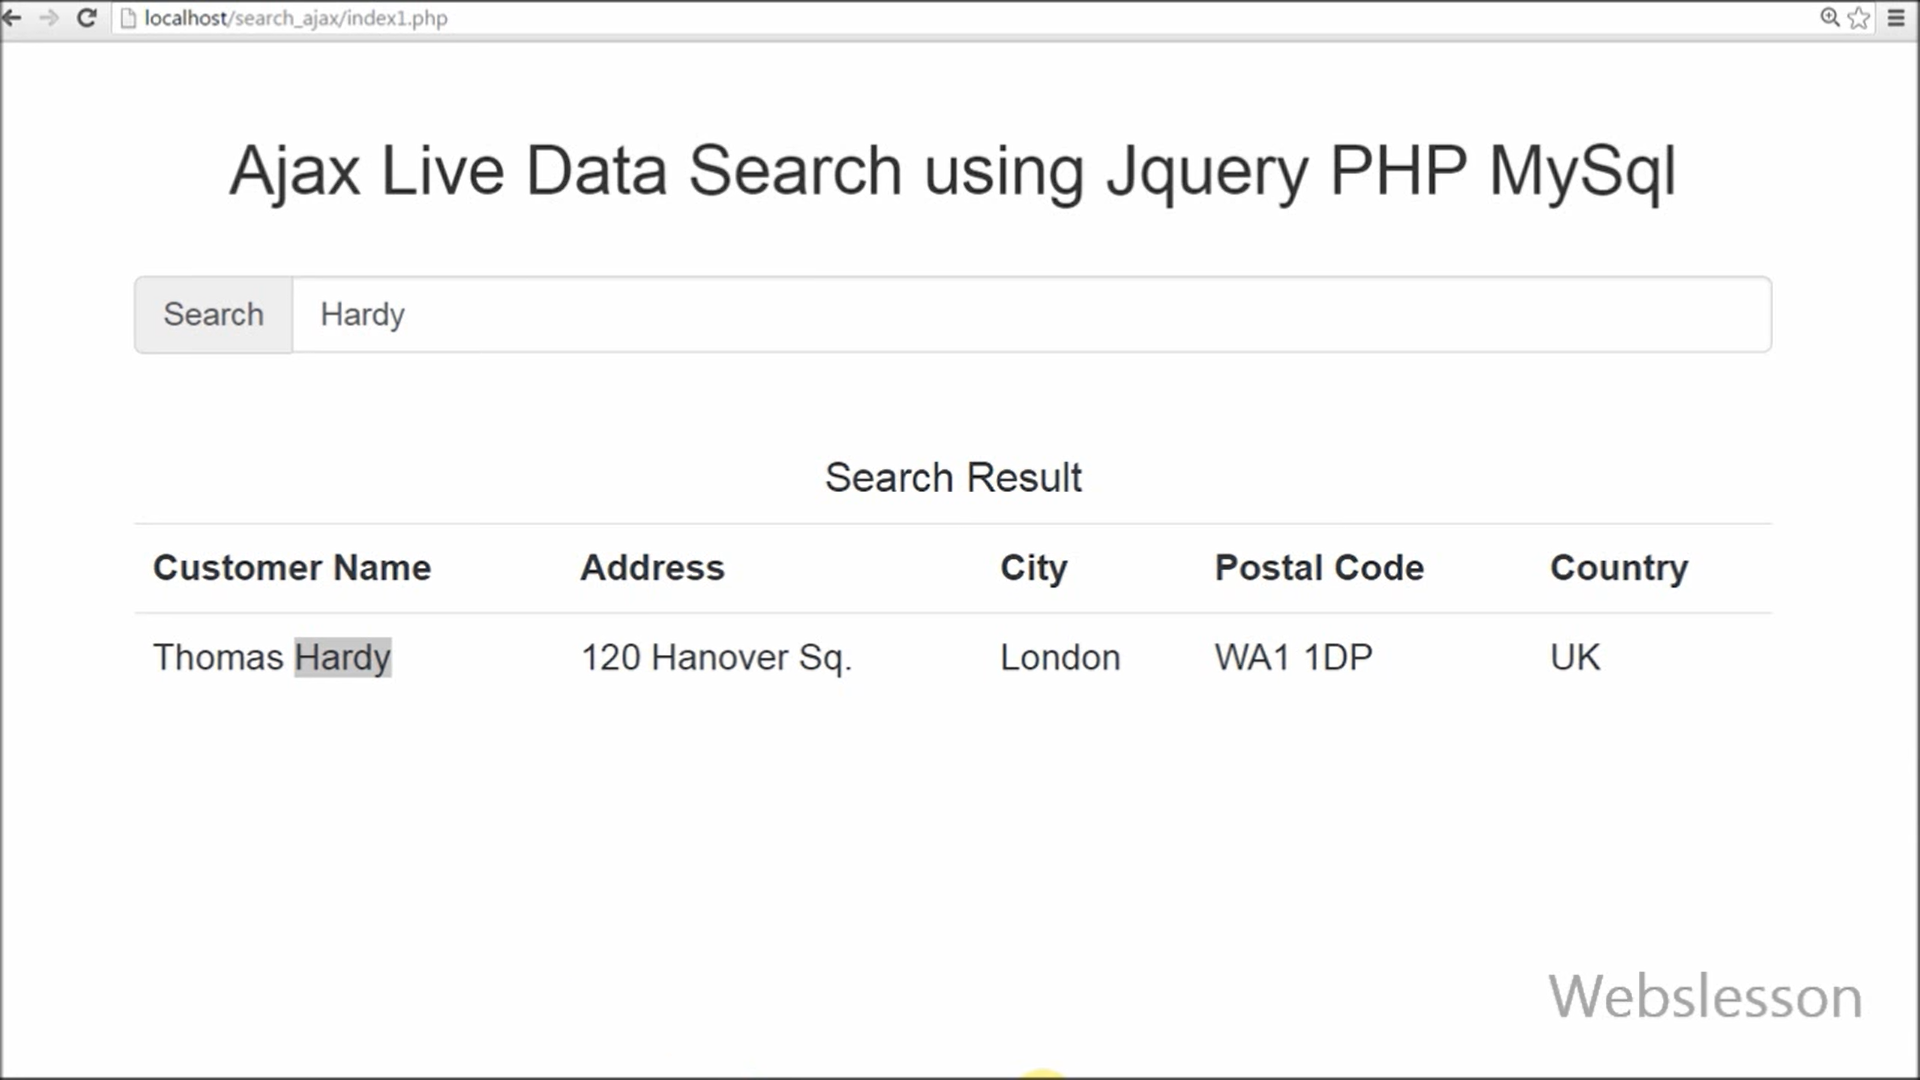 localhost/search_ajax/index1.php
Ajax Live Data Search using Jquery PHP MySql
Search Hardy
Search Result
Customer Name Address City Postal Code Country
Thomas Hardy 120 Hanover Sq. London WA1 1DP UK
Webslesson